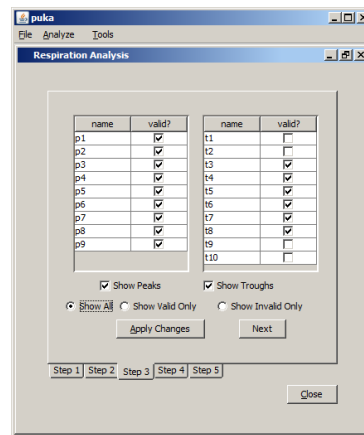 puka
File Analyze Tools
Respiration Analysis
name valid? name valid?
p1 t1
p2 t2
p3 t3
p4 t4
p5 t5
p6 t6
p7 t7
p8 t8
p9 t9
t10
Show Peaks Show Troughs
Show All Show Valid Only Show Invalid Only
Apply Changes Next
Step 1 Step 2 Step 3 Step 4 Step 5
Close